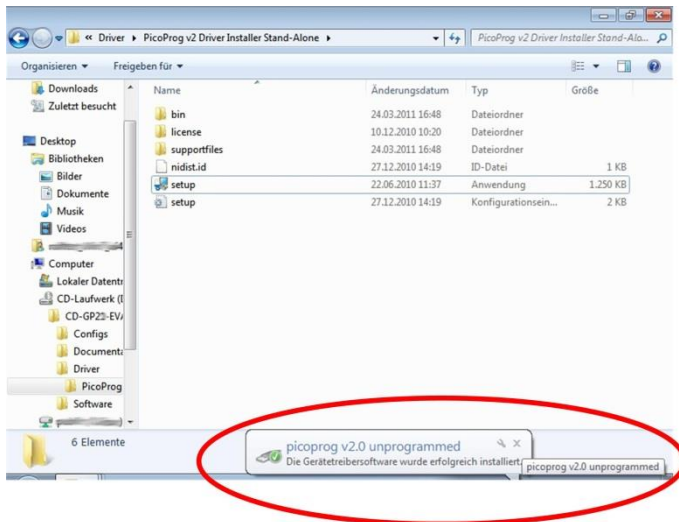 « Driver ▸ PicoProg v2 Driver Installer Stand-Alone ▸
PicoProg v2 Driver Installer Stand-Alo...
Organisieren
Freigeben für
Downloads
Zuletzt besucht
Desktop
Bibliotheken
Bilder
Dokumente
Musik
Videos
Computer
Lokaler Datentr
CD-Laufwerk (
CD-GP21-EVA
Configs
Documenta
Driver
PicoProg
Software
Name Änderungsdatum Typ Größe
bin 24.03.2011 16:48 Dateiordner
license 10.12.2010 10:20 Dateiordner
supportfiles 24.03.2011 16:48 Dateiordner
nidist.id 27.12.2010 14:19 ID-Datei 1 KB
setup 22.06.2010 11:37 Anwendung 1.250 KB
setup 27.12.2010 14:19 Konfigurationsein... 2 KB
6 Elemente
picoprog v2.0 unprogrammed
Die Gerätetreibersoftware wurde erfolgreich installiert.
picoprog v2.0 unprogrammed